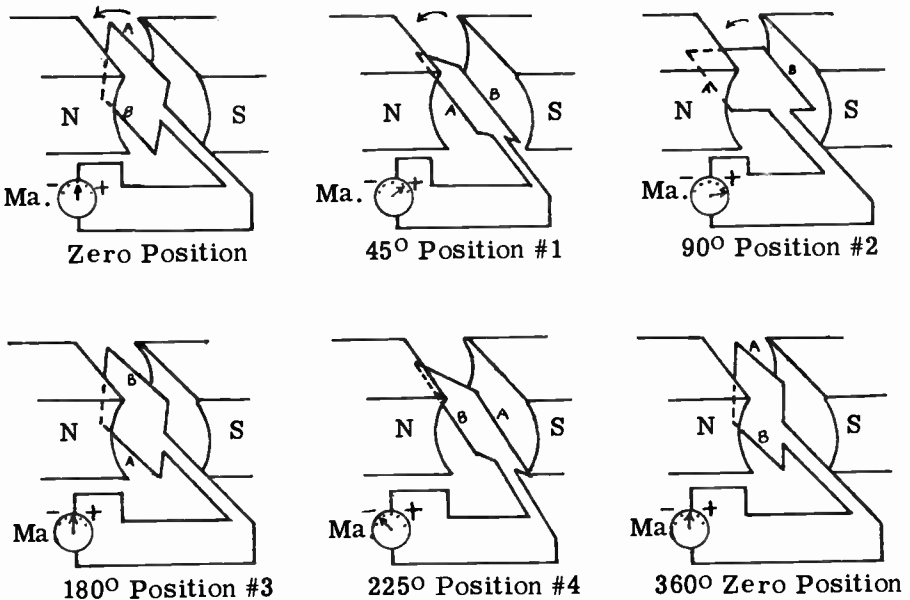 A
B
N
S
Ma.
-
+
Zero Position
A
B
N
S
Ma.
-
+
45° Position #1
A
B
N
S
Ma.
-
+
90° Position #2
B
A
N
S
Ma
-
+
180° Position #3
A
B
N
S
Ma
-
+
225° Position #4
A
B
N
S
Ma
-
+
360° Zero Position